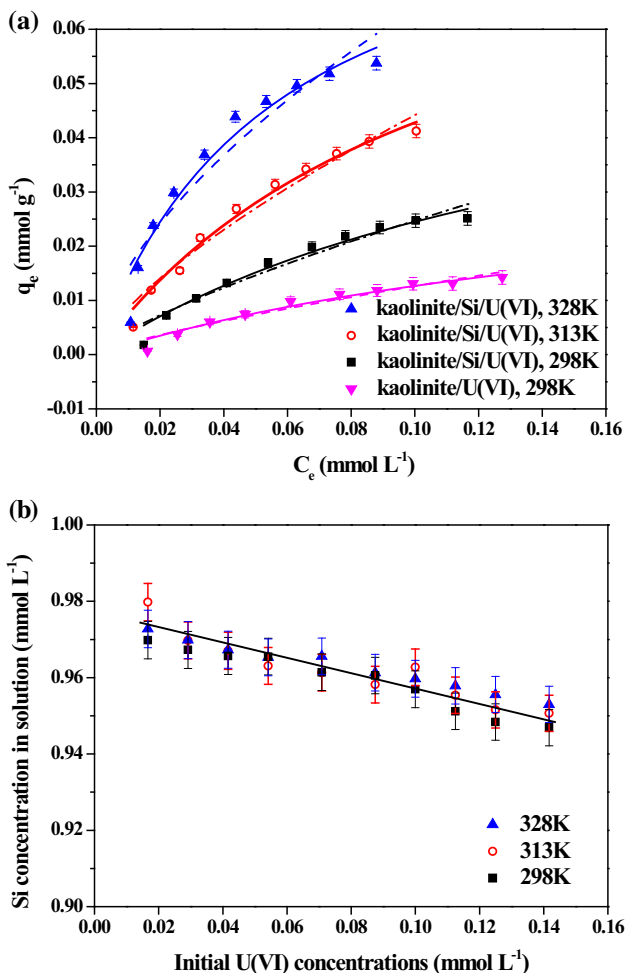 (a)
0.06
0.05
0.04
0.03
0.02
0.01
0.00
-0.01
q_e (mmol g⁻¹)
kaolinite/Si/U(VI), 328K
kaolinite/Si/U(VI), 313K
kaolinite/Si/U(VI), 298K
kaolinite/U(VI), 298K
0.00 0.02 0.04 0.06 0.08 0.10 0.12 0.14 0.16
C_e (mmol L⁻¹)
(b)
1.00
0.98
0.96
0.94
0.92
0.90
Si concentration in solution (mmol L⁻¹)
328K
313K
298K
0.00 0.02 0.04 0.06 0.08 0.10 0.12 0.14 0.16
Initial U(VI) concentrations (mmol L⁻¹)